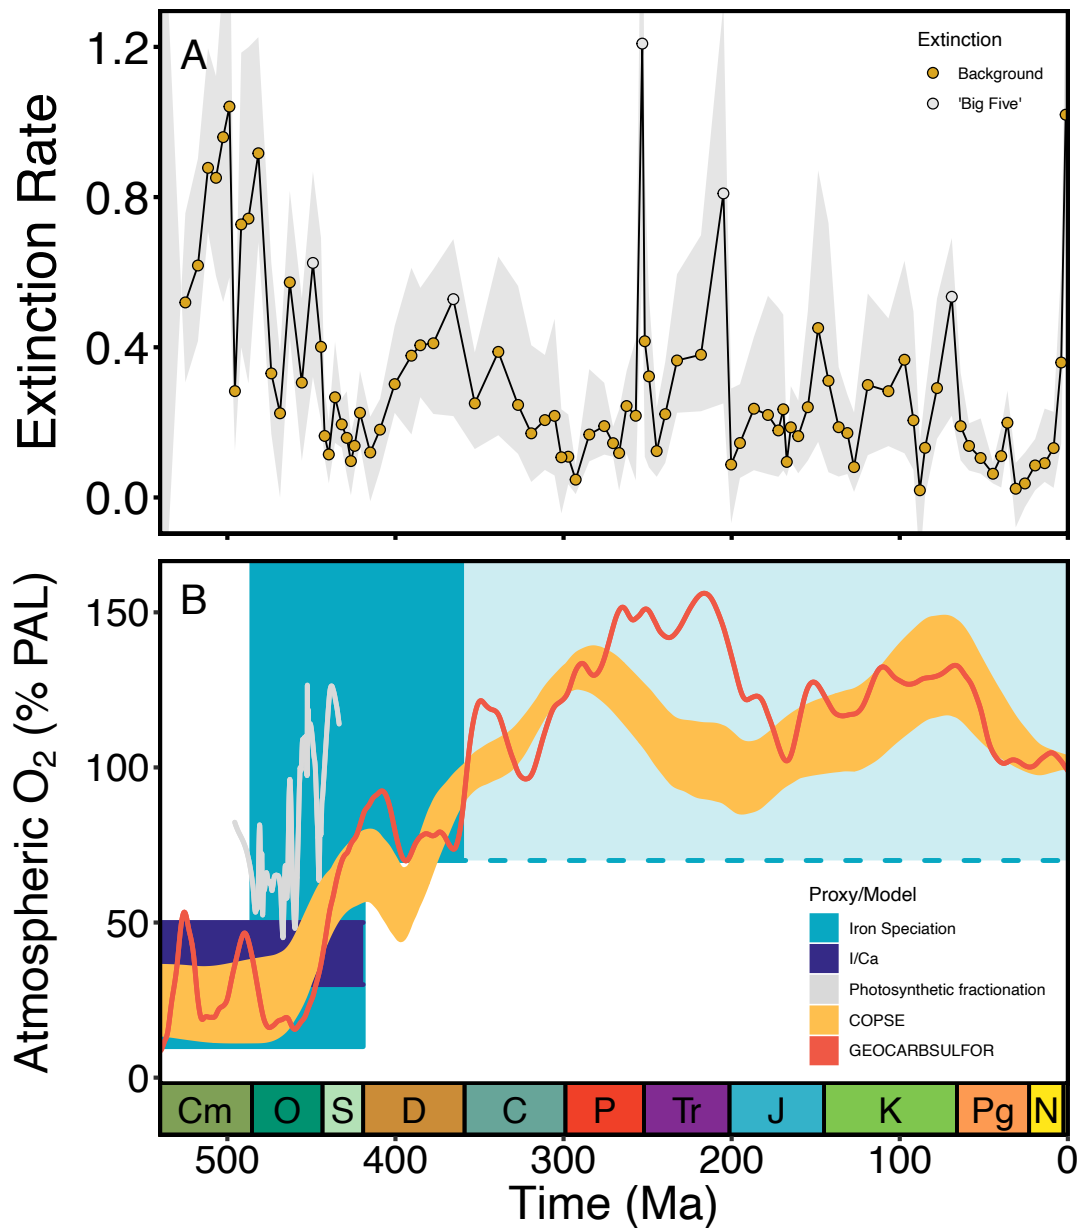 A
Extinction
Background
'Big Five'
1.2
0.8
0.4
0.0
Extinction Rate
B
150
100
50
0
Atmospheric O₂ (% PAL)
Proxy/Model
Iron Speciation
I/Ca
Photosynthetic fractionation
COPSE
GEOCARBSULFOR
Cm O S D C P Tr J K Pg N
500 400 300 200 100 0
Time (Ma)